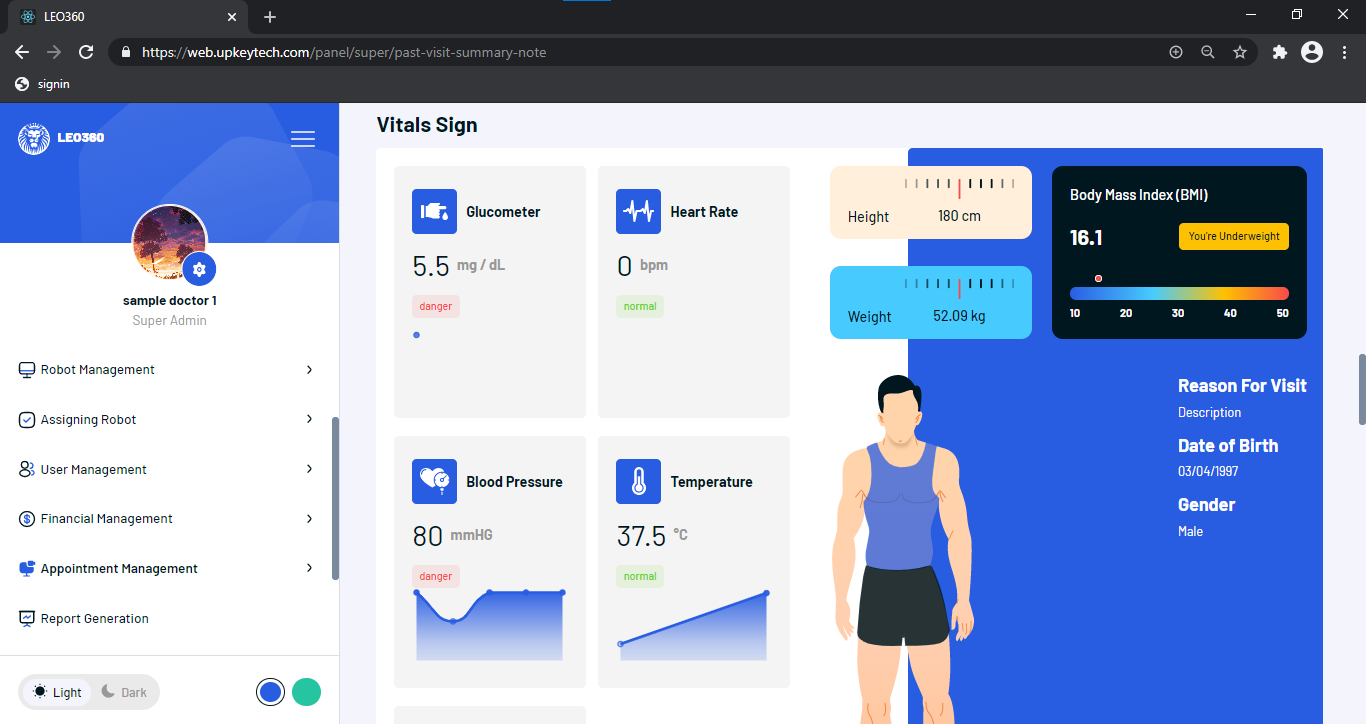 LEO360
https://web.upkeytech.com/panel/super/past-visit-summary-note
signin
LEO360
sample doctor 1
Super Admin
Robot Management
Assigning Robot
User Management
Financial Management
Appointment Management
Report Generation
Light
Dark
Vitals Sign
Glucometer
5.5 mg / dL
danger
Heart Rate
0 bpm
normal
Blood Pressure
80 mmHG
danger
Temperature
37.5 °C
normal
Height
180 cm
Weight
52.09 kg
Body Mass Index (BMI)
16.1
You're Underweight
10 20 30 40 50
Reason For Visit
Description
Date of Birth
03/04/1997
Gender
Male